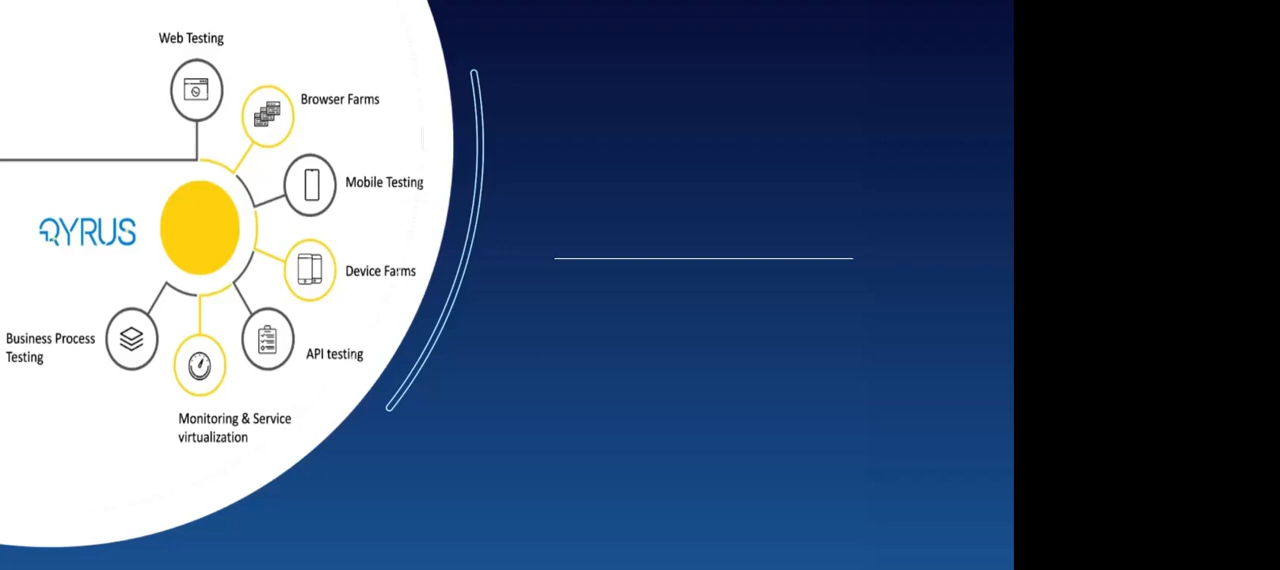 Web Testing
Browser Farms
Mobile Testing
QYRUS
Device Farms
Business Process
Testing
API testing
Monitoring & Service
virtualization